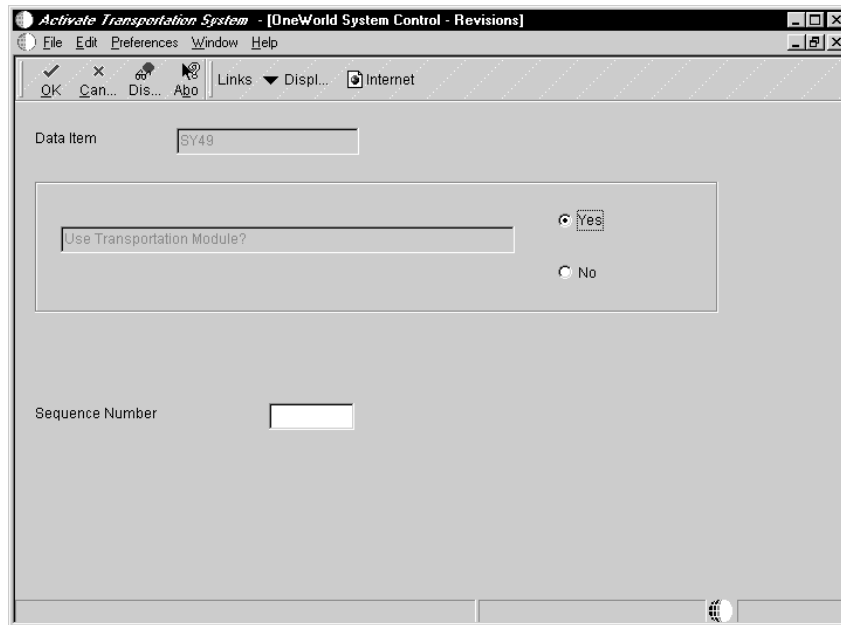 Activate Transportation System - [OneWorld System Control - Revisions]
File Edit Preferences Window Help
OK Can... Dis... Abo Links Displ... Internet
Data Item SY49
Use Transportation Module?
Yes
No
Sequence Number